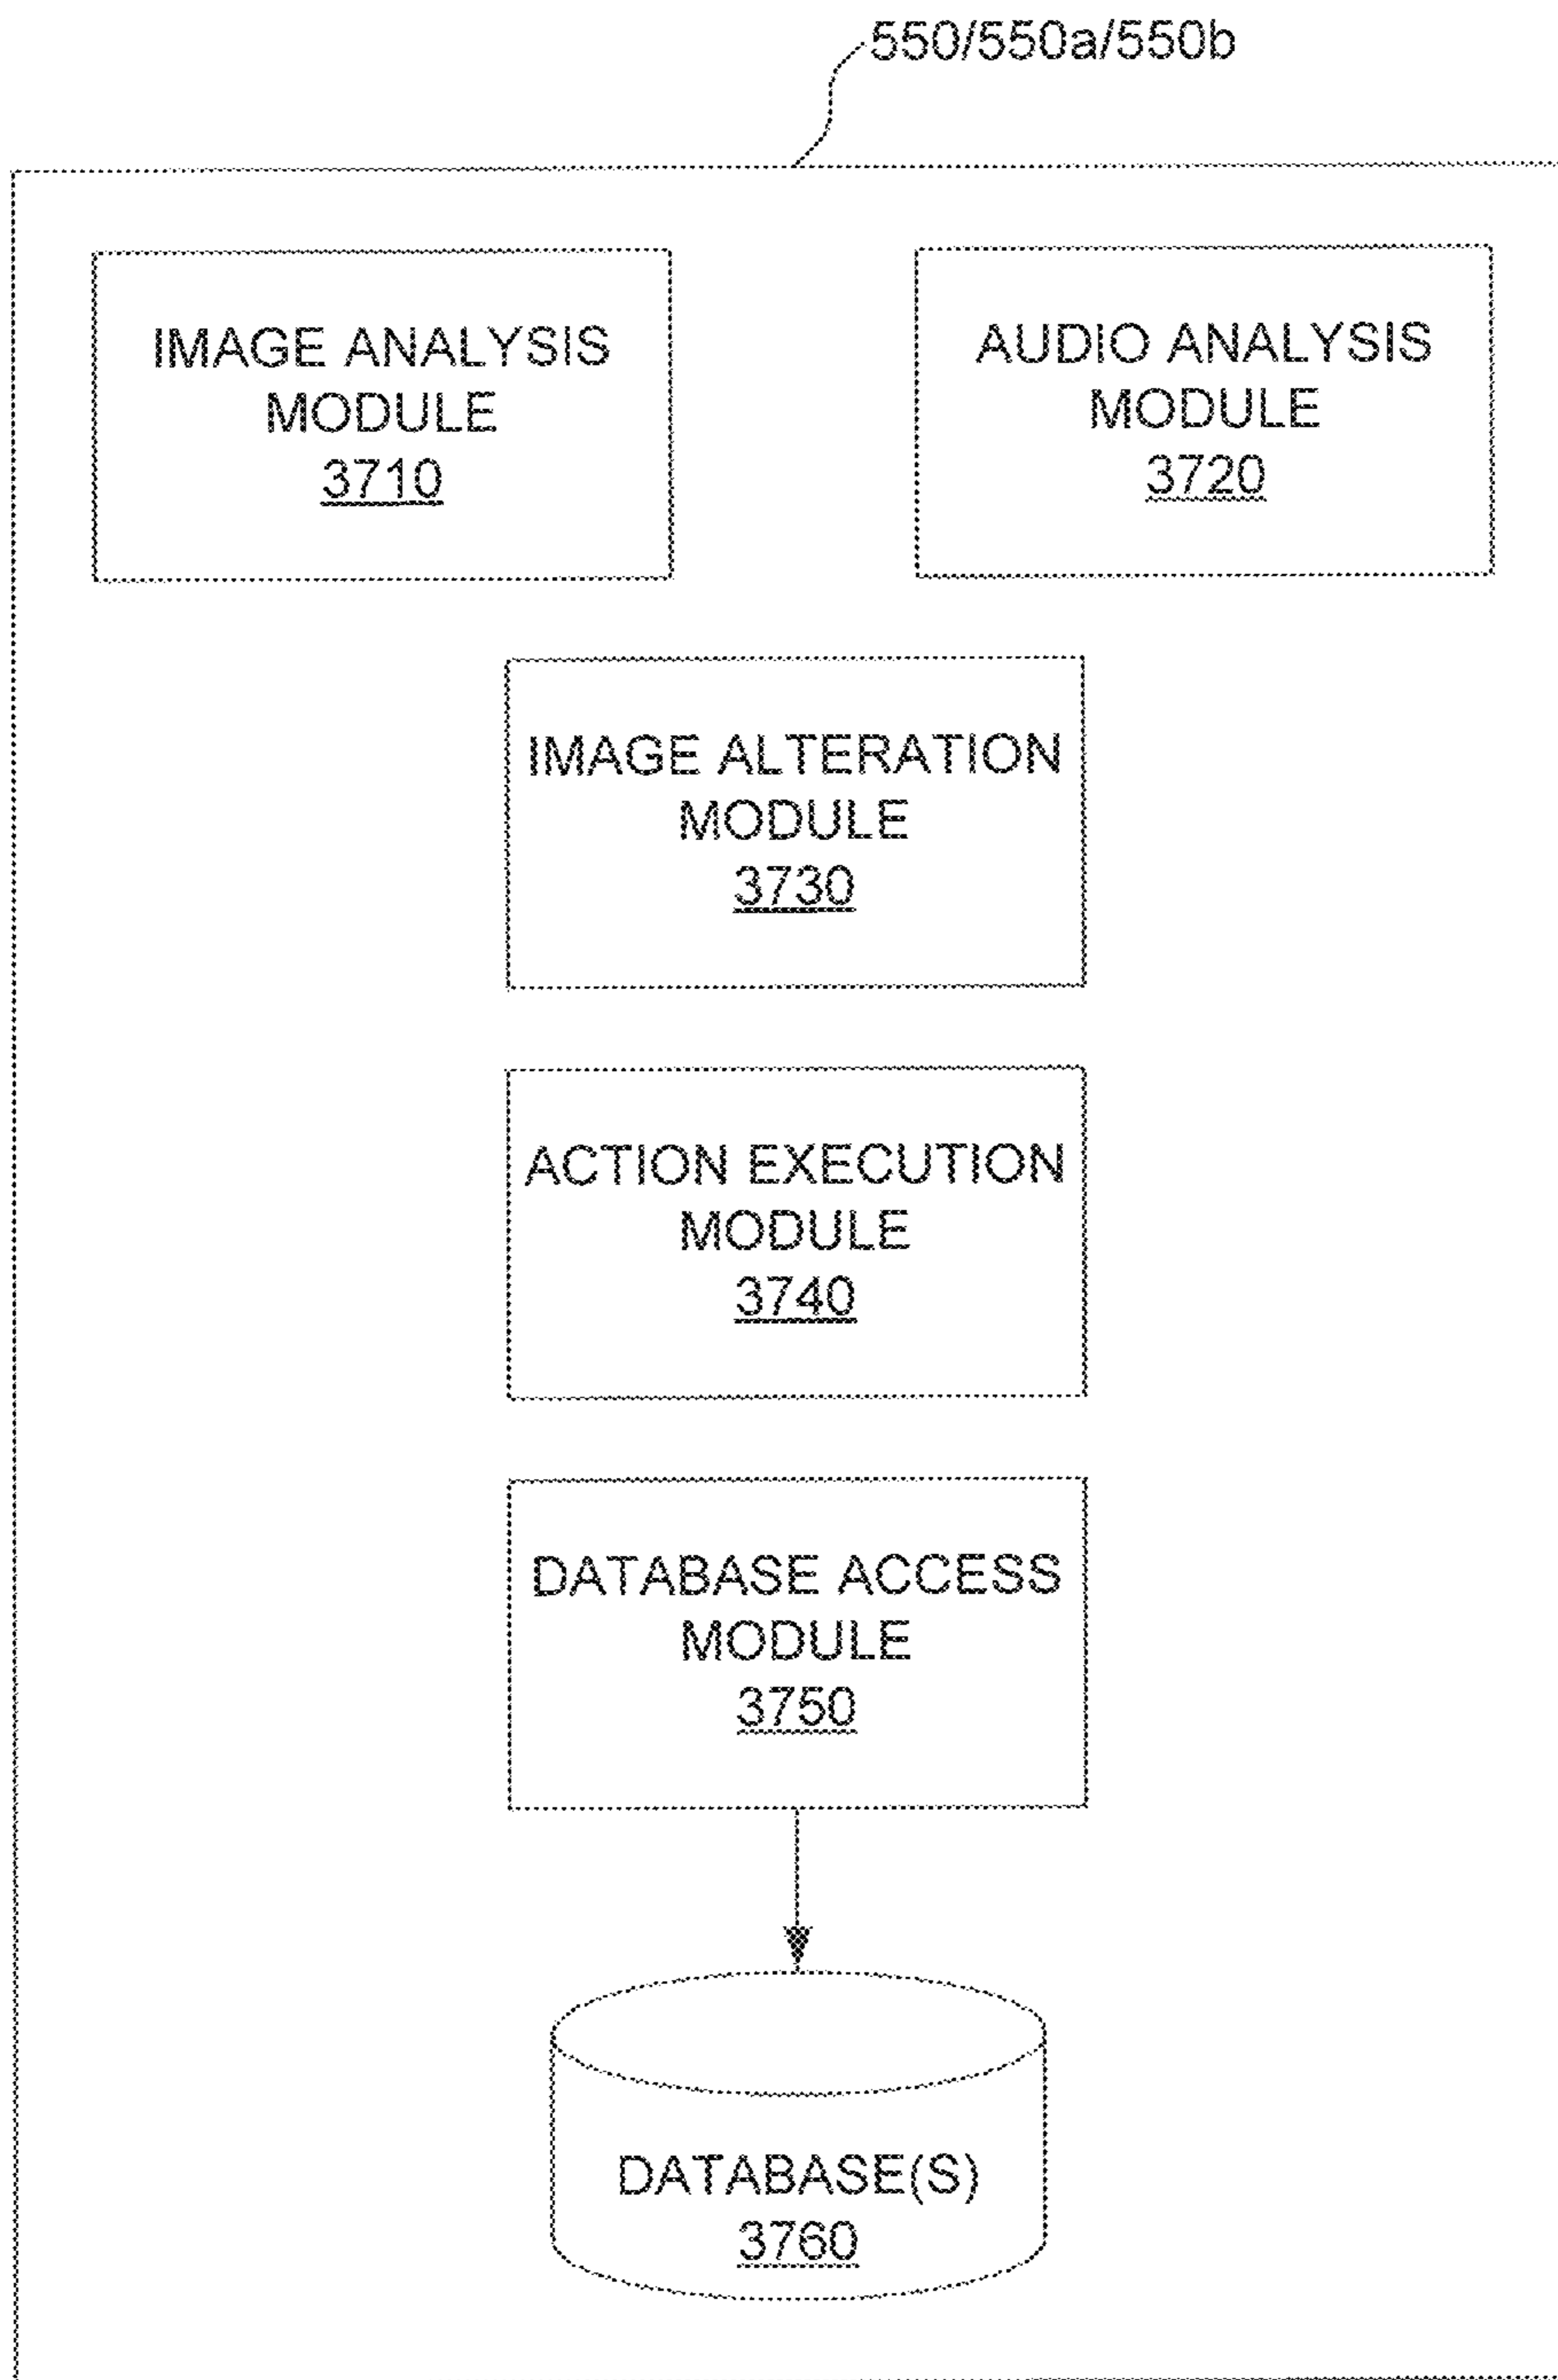 550/550a/550b
IMAGE ANALYSIS
MODULE
3710
AUDIO ANALYSIS
MODULE
3720
IMAGE ALTERATION
MODULE
3730
ACTION EXECUTION
MODULE
3740
DATABASE ACCESS
MODULE
3750
DATABASE(S)
3760